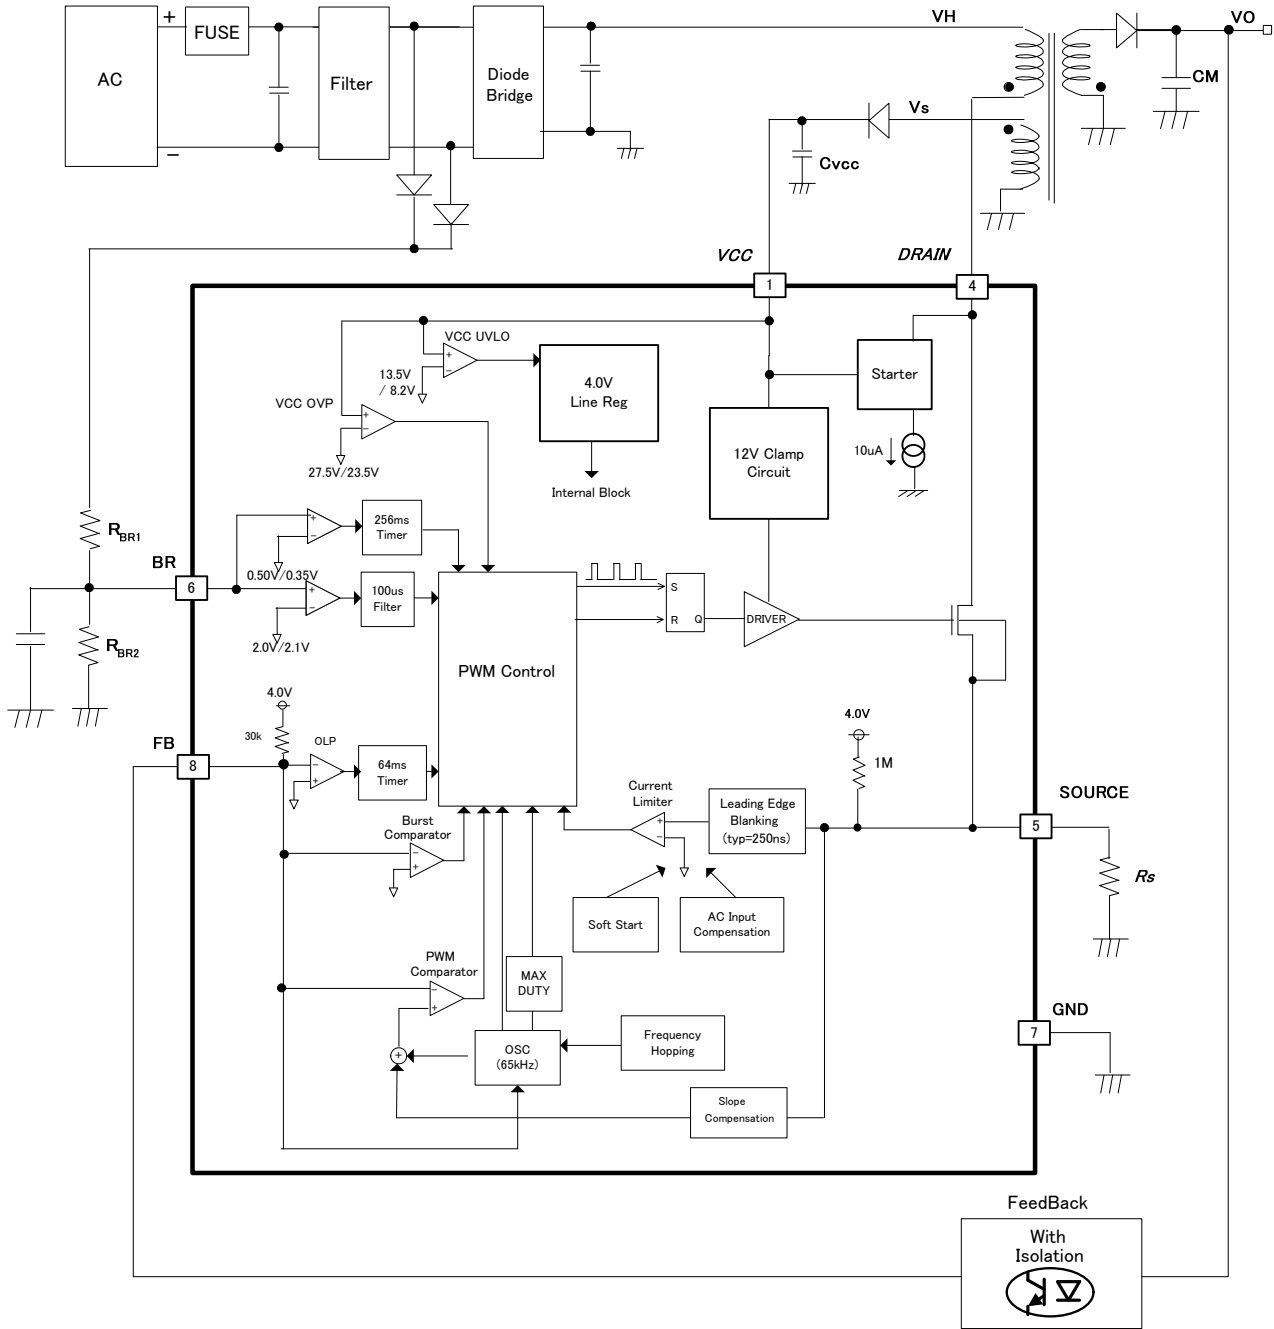 VH
VO
+
FUSE
AC
Filter
Diode
Bridge
CM
Vs
Cvcc
−
VCC
DRAIN
1
4
VCC UVLO
+
−
13.5V
/ 8.2V
4.0V
Line Reg
Starter
VCC OVP
+
−
27.5V/23.5V
12V Clamp
Circuit
10uA
Internal Block
RBR1
+
−
256ms
Timer
BR
6
0.50V/0.35V
+
−
100us
Filter
S
R
Q
DRIVER
2.0V/2.1V
RBR2
PWM Control
4.0V
30k
OLP
4.0V
FB
8
−
+
64ms
Timer
1M
Current
Limiter
+
−
Leading Edge
Blanking
(typ=250ns)
SOURCE
5
Burst
Comparator
−
+
Rs
Soft Start
AC Input
Compensation
PWM
Comparator
−
+
MAX
DUTY
GND
7
+
OSC
(65kHz)
Frequency
Hopping
Slope
Compensation
FeedBack
With
Isolation